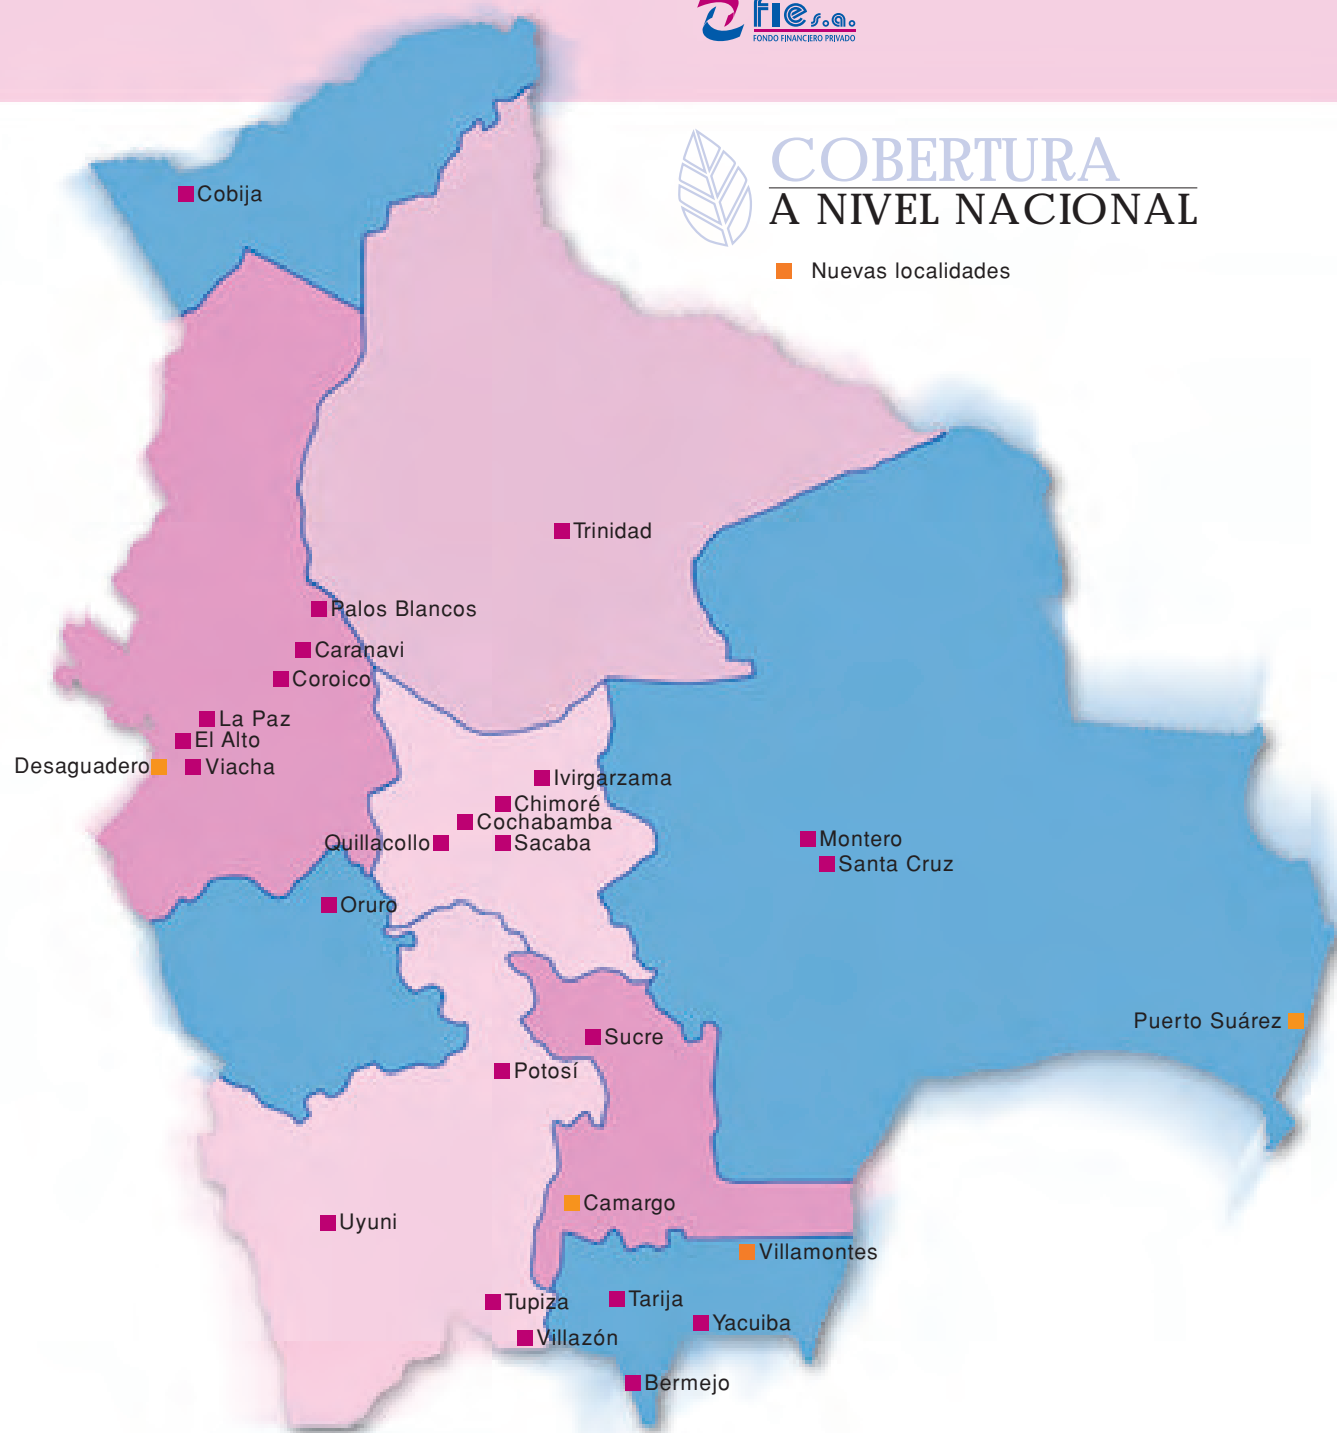 fie s.a.
FONDO FINANCIERO PRIVADO
COBERTURA
A NIVEL NACIONAL
Nuevas localidades
Cobija
Trinidad
Palos Blancos
Caranavi
Coroico
La Paz
El Alto
Desaguadero
Viacha
Ivirgarzama
Chimoré
Cochabamba
Quillacollo
Sacaba
Montero
Santa Cruz
Oruro
Puerto Suárez
Sucre
Potosí
Camargo
Uyuni
Villamontes
Tupiza
Tarija
Yacuiba
Villazón
Bermejo